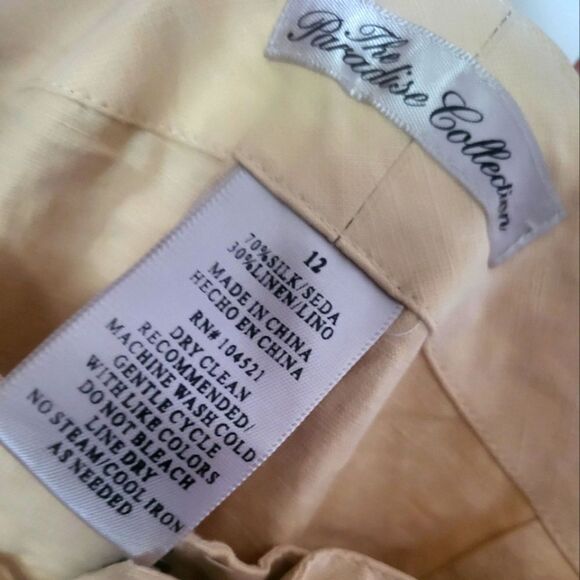 The
Paradise Collection
12
70%SILK/SEDA
30%LINEN/LINO
MADE IN CHINA
HECHO EN CHINA
RN# 104521
DRY CLEAN
RECOMMENDED/
MACHINE WASH COLD
GENTLE CYCLE
WITH LIKE COLORS
DO NOT BLEACH
LINE DRY
NO STEAM/COOL IRON
AS NEEDED